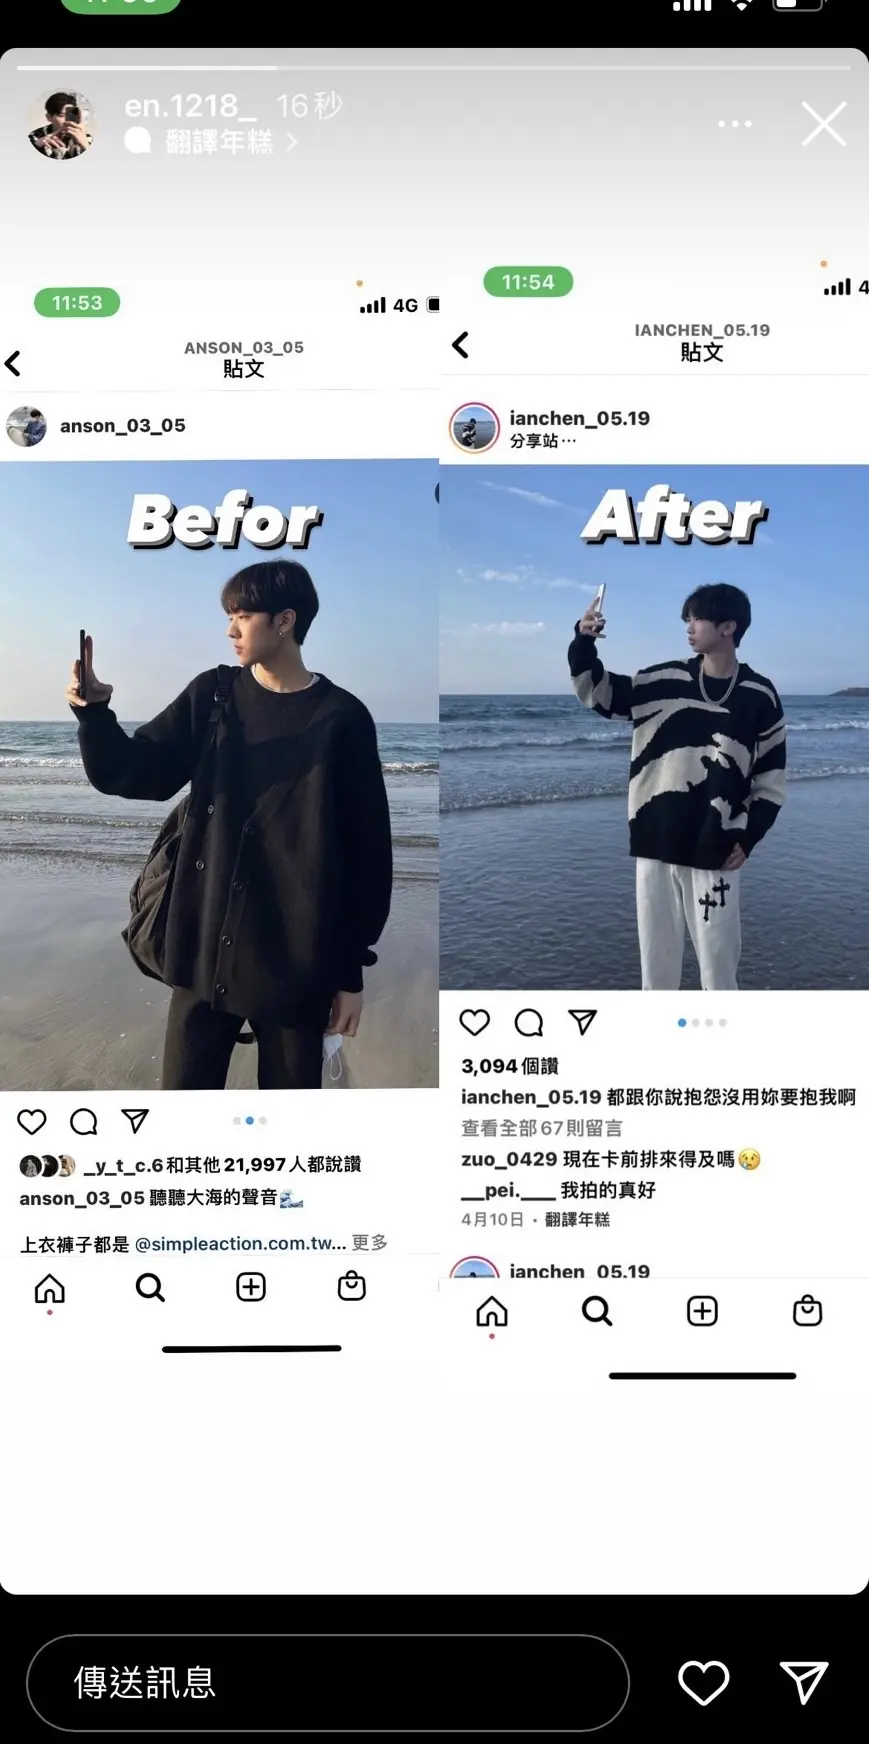 en.1218_ 16秒
翻譯年糕 >
11:53
4G
ANSON_03_05
貼文
anson_03_05
Befor
_y_t_c.6和其他21,997人都說讚
anson_03_05 聽聽大海的聲音🌊
上衣褲子都是 @simpleaction.com.tw... 更多
11:54
4
IANCHEN_05.19
貼文
ianchen_05.19
分享站...
After
3,094個讚
ianchen_05.19 都跟你說抱怨沒用妳要抱我啊
查看全部67則留言
zuo_0429 現在卡前排來得及嗎😢
__pei.___ 我拍的真好
4月10日・翻譯年糕
ianchen_05.19
傳送訊息